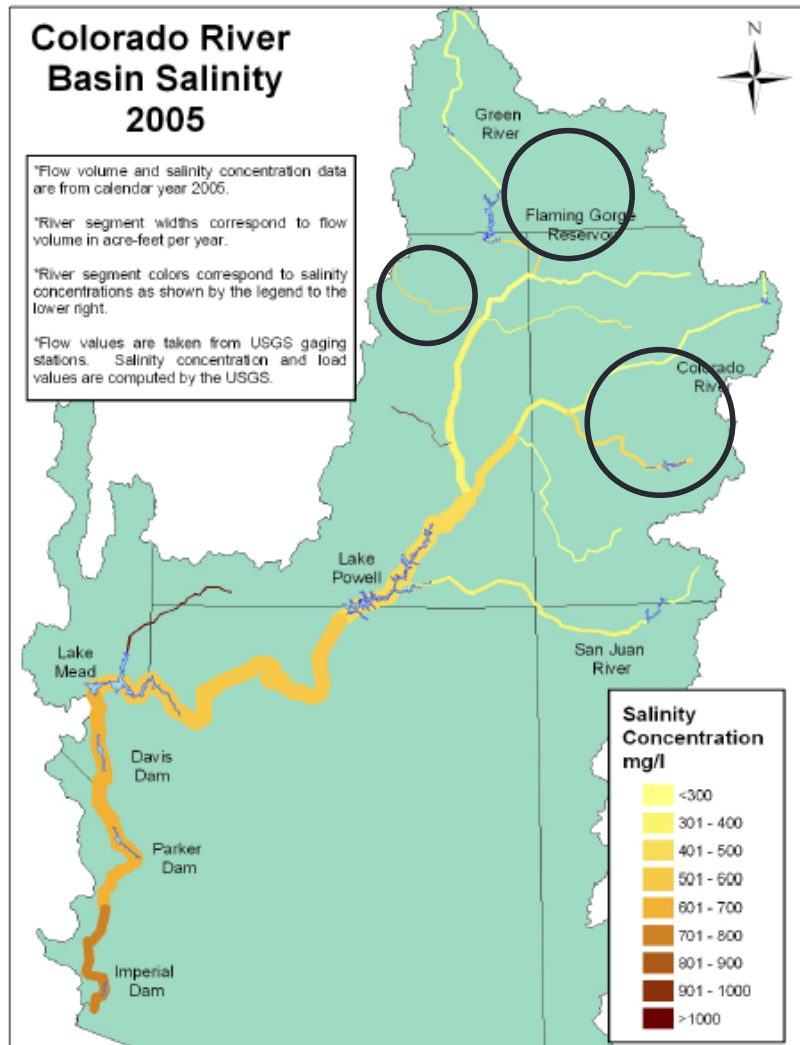 Colorado River
Basin Salinity
2005
N
*Flow volume and salinity concentration data
are from calendar year 2005.
*River segment widths correspond to flow
volume in acre-feet per year.
*River segment colors correspond to salinity
concentrations as shown by the legend to the
lower right.
*Flow values are taken from USGS gaging
stations. Salinity concentration and load
values are computed by the USGS.
Green
River
Flaming Gorge
Reservoir
Colorado
River
Lake
Powell
San Juan
River
Lake
Mead
Davis
Dam
Parker
Dam
Imperial
Dam
Salinity
Concentration
mg/l
<300
301 - 400
401 - 500
501 - 600
601 - 700
701 - 800
801 - 900
901 - 1000
>1000